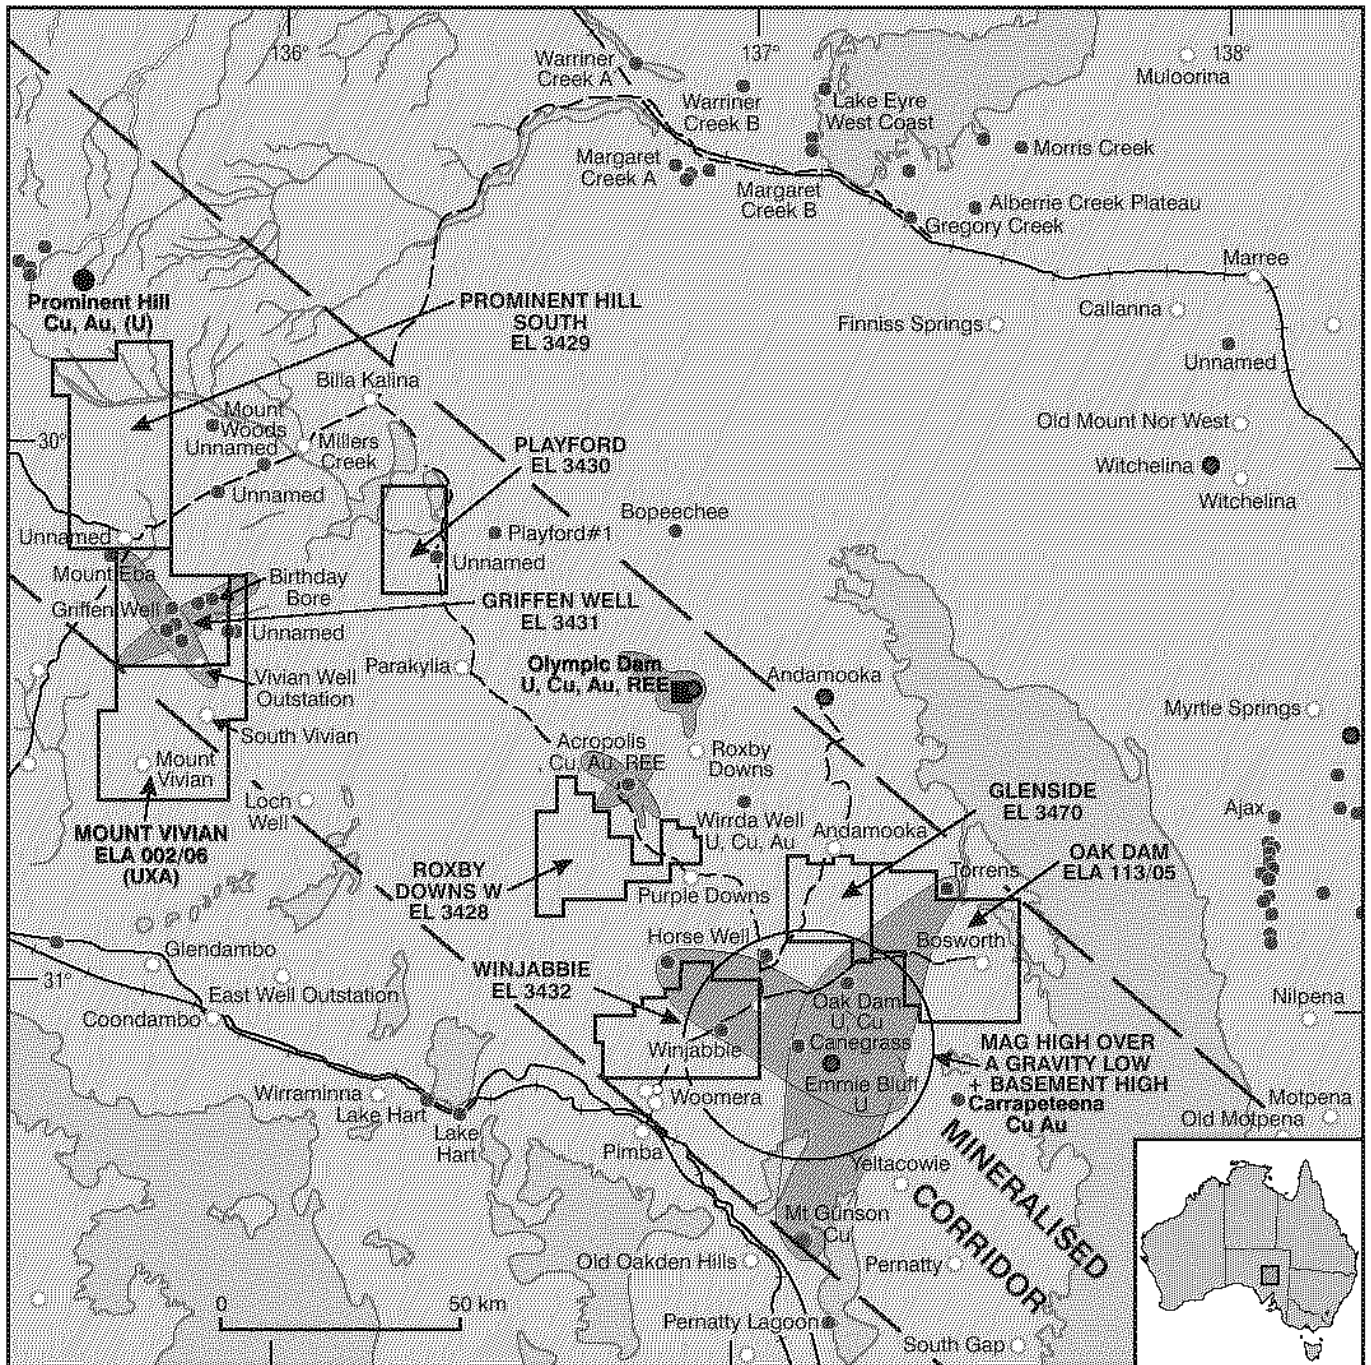 136°
137°
138°
Warriner
Creek A
Muloorina
Warriner
Creek B
Lake Eyre
West Coast
Margaret
Creek A
Morris Creek
Margaret
Creek B
Alberrie Creek Plateau
Gregory Creek
Marree
Prominent Hill
Cu, Au, (U)
PROMINENT HILL
SOUTH
EL 3429
Callanna
Finniss Springs
Unnamed
Billa Kalina
Mount
Woods
Unnamed
Millers
Creek
30°
Old Mount Nor West
PLAYFORD
EL 3430
Witchelina
Witchelina
Unnamed
Bopeechee
Playford#1
Unnamed
Unnamed
Mount Eba
Birthday
Bore
Griffen Well
GRIFFEN WELL
EL 3431
Unnamed
Parakylia
Olympic Dam
U, Cu, Au, REE
Andamooka
Vivian Well
Outstation
South Vivian
Myrtie Springs
Acropolis
, Cu, Au, REE
Roxby
Downs
Mount
Vivian
Loch
Well
GLENSIDE
EL 3470
Ajax
MOUNT VIVIAN
ELA 002/06
(UXA)
Wirrda Well
U, Cu, Au
Andamooka
OAK DAM
ELA 113/05
ROXBY
DOWNS W
EL 3428
Torrens
Purple Downs
Horse Well
Bosworth
Glendambo
31°
WINJABBIE
EL 3432
East Well Outstation
Nilpena
Coondambo
Oak Dam
U, Cu
Canegrass
Winjabbie
MAG HIGH OVER
A GRAVITY LOW
+ BASEMENT HIGH
Emmie Bluff
U
Wirraminna
Woomera
Carrapeteena
Cu Au
Lake Hart
Motpena
Old Motpena
Lake
Hart
Pimba
MINERALISED
CORRIDOR
Yeltacowie
Mt Gunson
Cu
Old Oakden Hills
Pernatty
0
50 km
Pernatty Lagoon
South Gap